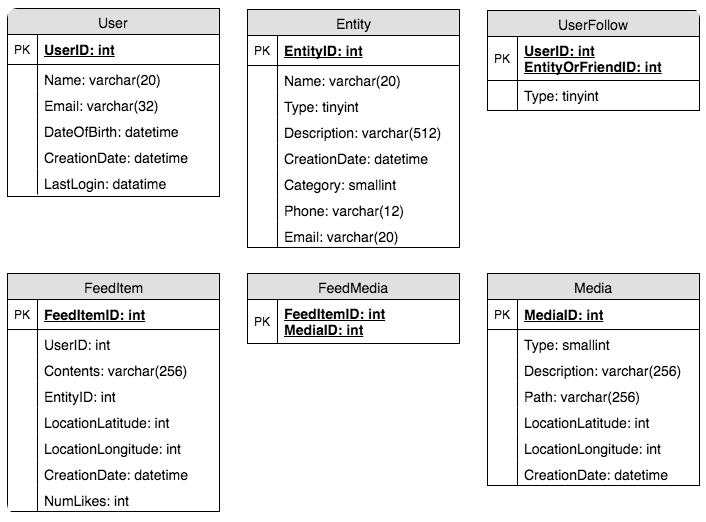 User
PK
UserID: int
Name: varchar(20)
Email: varchar(32)
DateOfBirth: datetime
CreationDate: datetime
LastLogin: datatime
Entity
PK
EntityID: int
Name: varchar(20)
Type: tinyint
Description: varchar(512)
CreationDate: datetime
Category: smallint
Phone: varchar(12)
Email: varchar(20)
UserFollow
PK
UserID: int
EntityOrFriendID: int
Type: tinyint
FeedItem
PK
FeedItemID: int
UserID: int
Contents: varchar(256)
EntityID: int
LocationLatitude: int
LocationLongitude: int
CreationDate: datetime
NumLikes: int
FeedMedia
PK
FeedItemID: int
MediaID: int
Media
PK
MediaID: int
Type: smallint
Description: varchar(256)
Path: varchar(256)
LocationLatitude: int
LocationLongitude: int
CreationDate: datetime